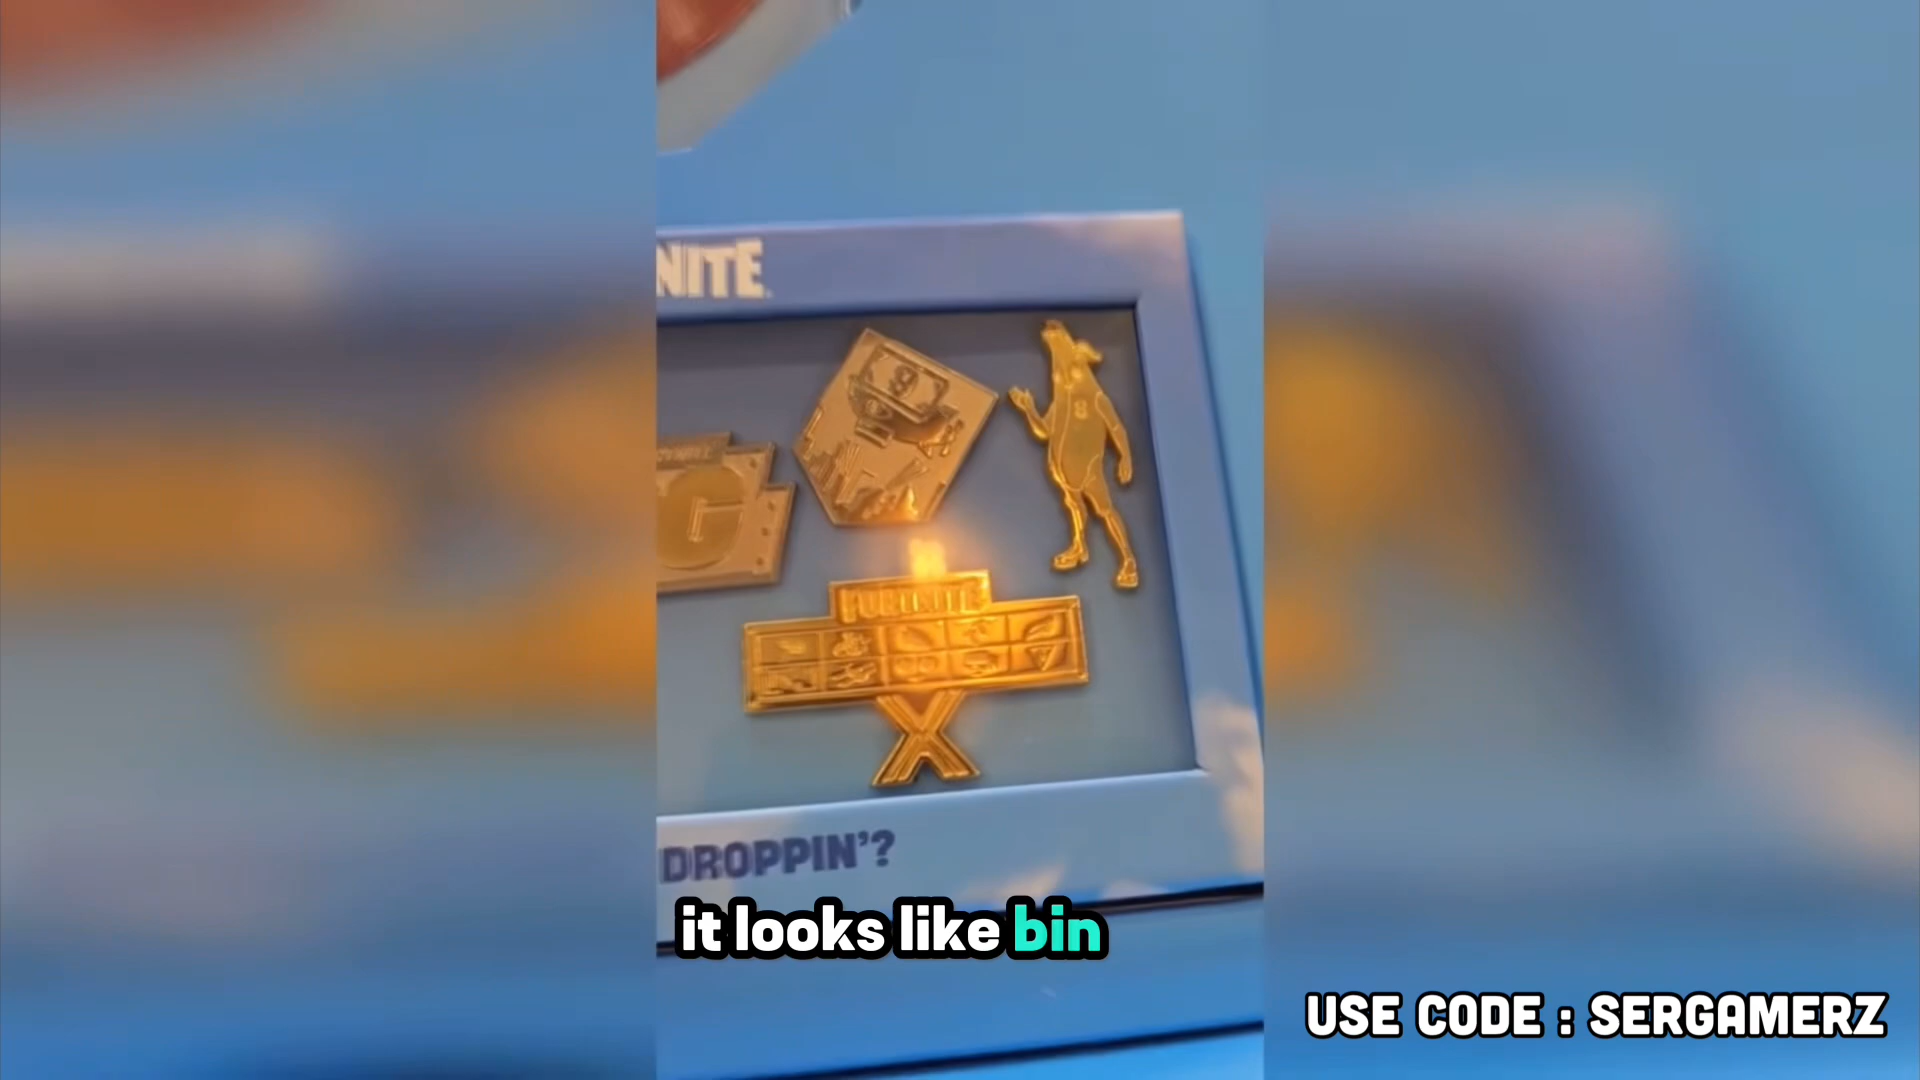 NITE
G
FORTNITE
X
DROPPIN'?
it looks like bin
USE CODE : SERGAMERZ